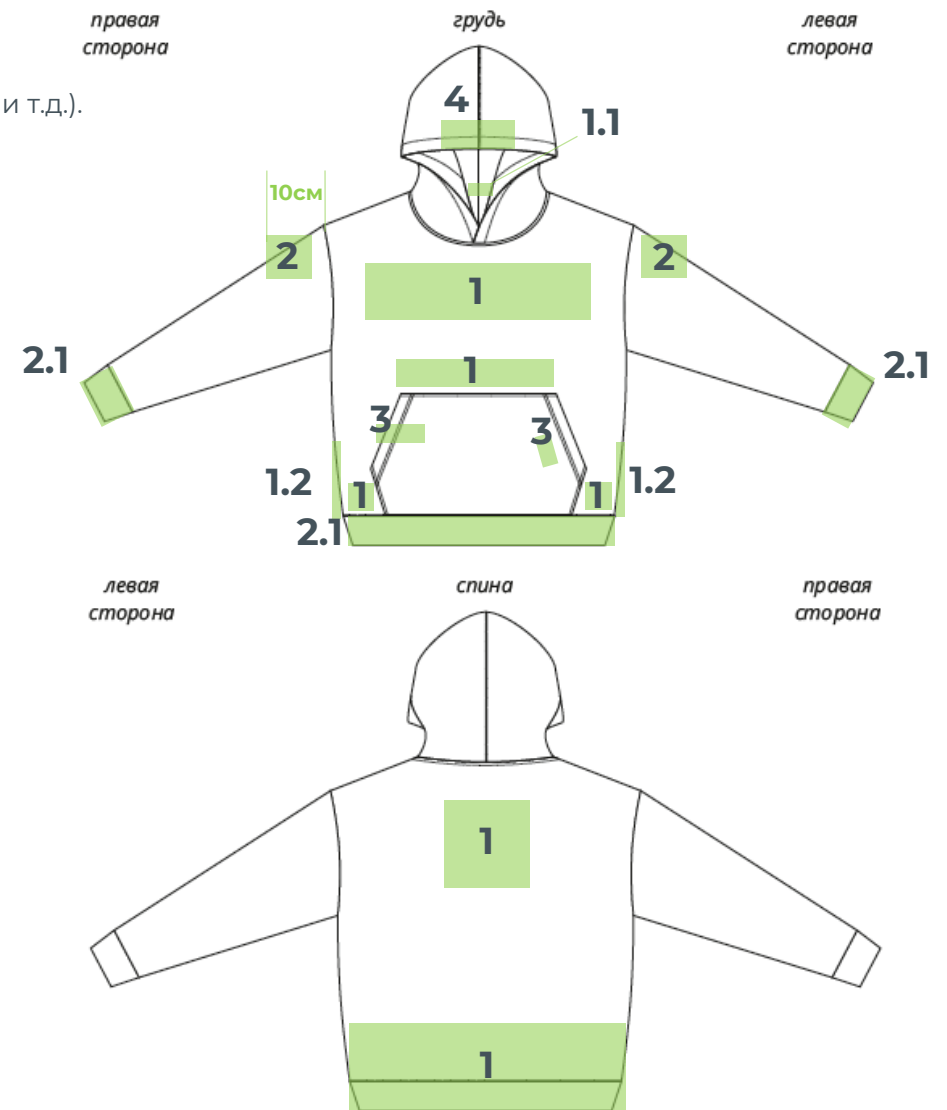 правая
сторона
грудь
левая
сторона
и т.д.).
4
1.1
10см
2
2
1
2.1
2.1
1
3
3
1.2
1.2
1
1
2.1
левая
сторона
спина
правая
сторона
1
1